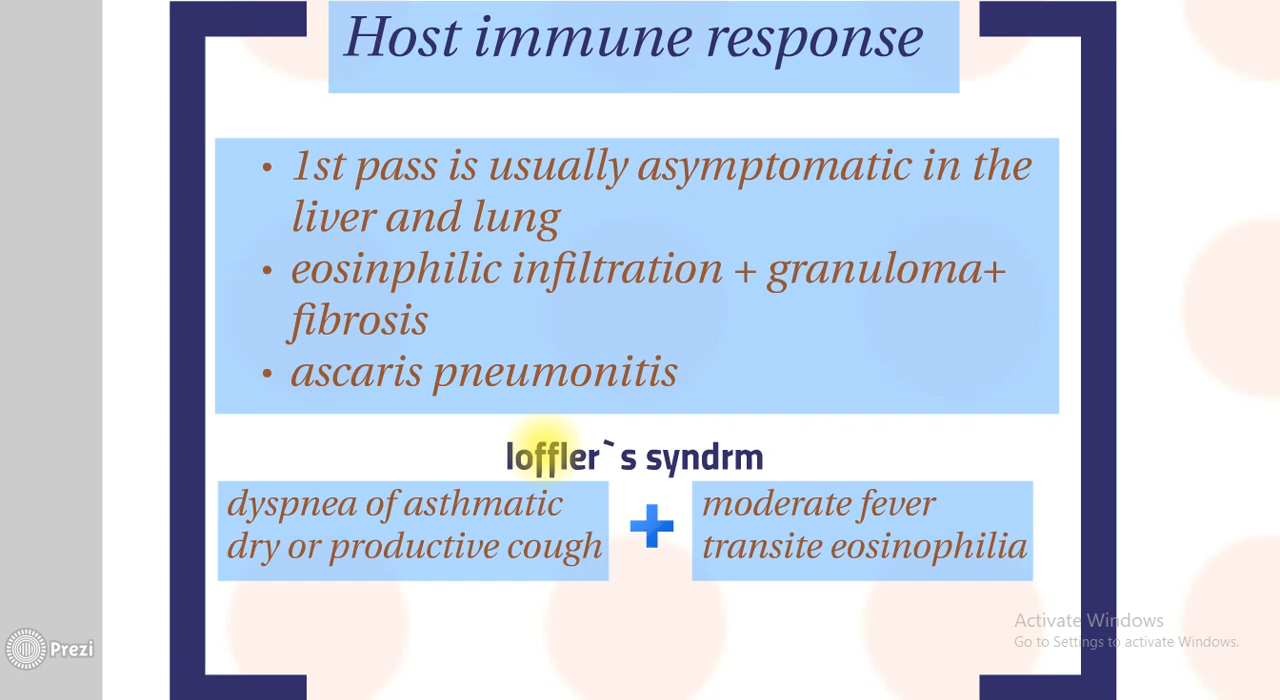 Host immune response
• 1st pass is usually asymptomatic in the
liver and lung
• eosinphilic infiltration + granuloma+
fibrosis
• ascaris pneumonitis
loffler`s syndrm
dyspnea of asthmatic
dry or productive cough
moderate fever
transite eosinophilia
Activate Windows
Go to Settings to activate Windows.
Prezi